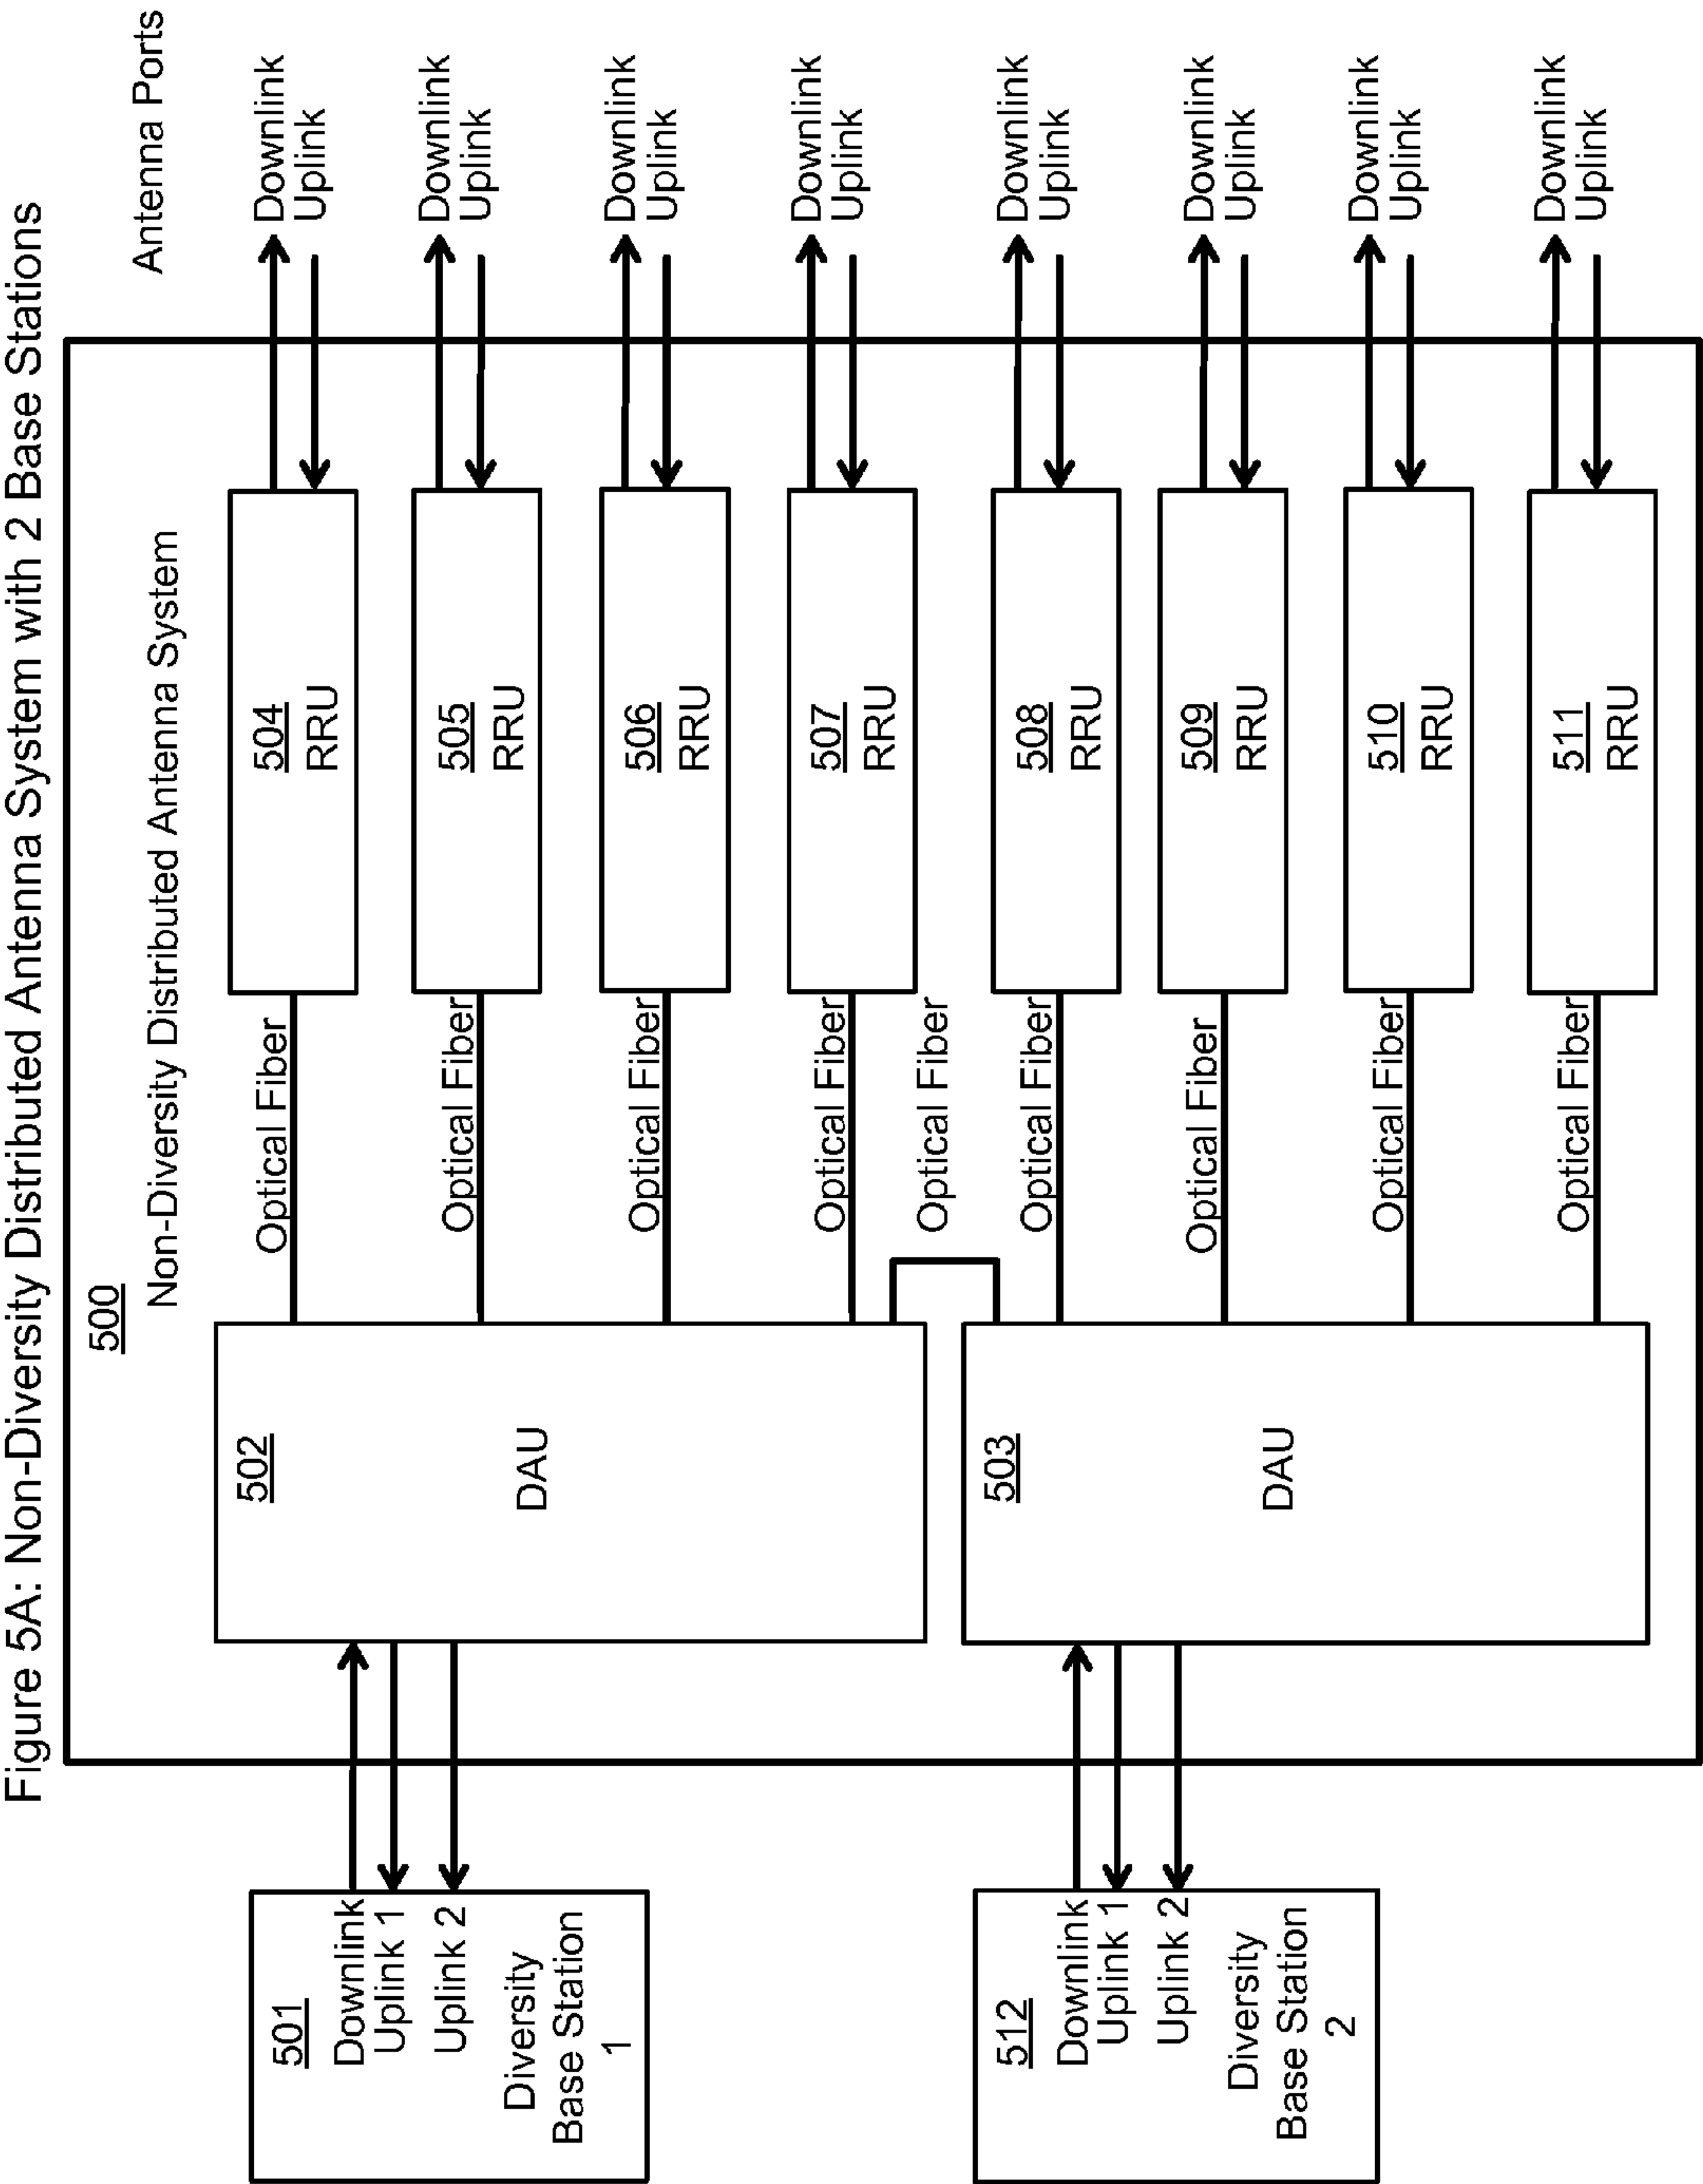 Figure 5A: Non-Diversity Distributed Antenna System with 2 Base Stations
Antenna Ports
500
Non-Diversity Distributed Antenna System
501
Downlink
Uplink 1
Uplink 2
Diversity
Base Station
1
512
Downlink
Uplink 1
Uplink 2
Diversity
Base Station
2
502
DAU
503
DAU
Optical Fiber
Optical Fiber
Optical Fiber
Optical Fiber
Optical Fiber
Optical Fiber
Optical Fiber
Optical Fiber
Optical Fiber
504
RRU
505
RRU
506
RRU
507
RRU
508
RRU
509
RRU
510
RRU
511
RRU
Downlink
Uplink
Downlink
Uplink
Downlink
Uplink
Downlink
Uplink
Downlink
Uplink
Downlink
Uplink
Downlink
Uplink
Downlink
Uplink